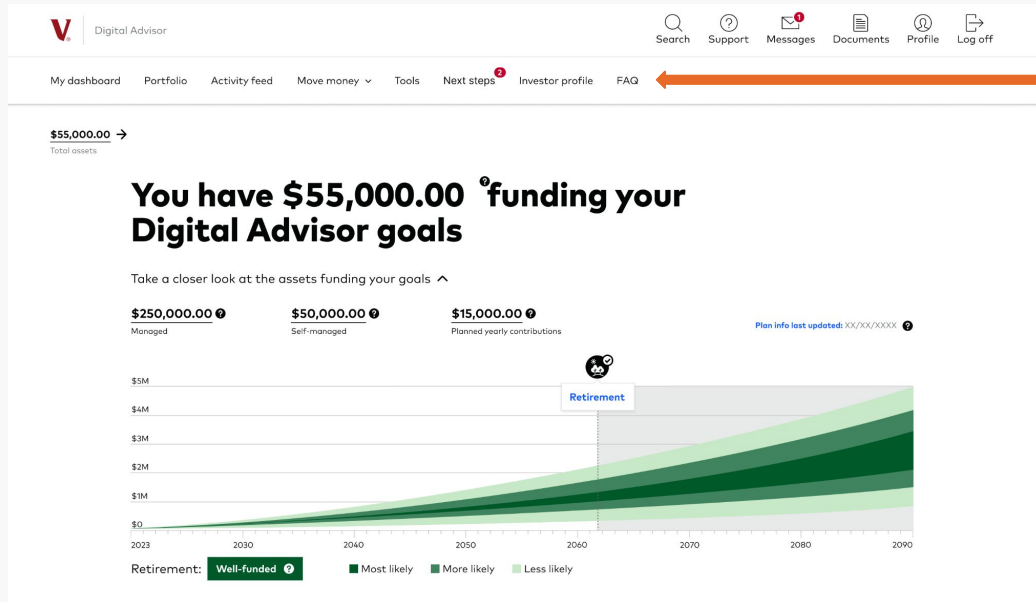 V
Digital Advisor
Search Support 1 Messages Documents Profile Log off
My dashboard Portfolio Activity feed Move money Tools Next steps 2 Investor profile FAQ
$55,000.00
Total assets
You have $55,000.00 funding your
Digital Advisor goals
Take a closer look at the assets funding your goals
$250,000.00 $50,000.00 $15,000.00
Managed Self-managed Planned yearly contributions
Plan info last updated: XX/XX/XXXX
$5M
Retirement
$4M
$3M
$2M
$1M
$0
2023 2030 2040 2050 2060 2070 2080 2090
Retirement: Well-funded Most likely More likely Less likely